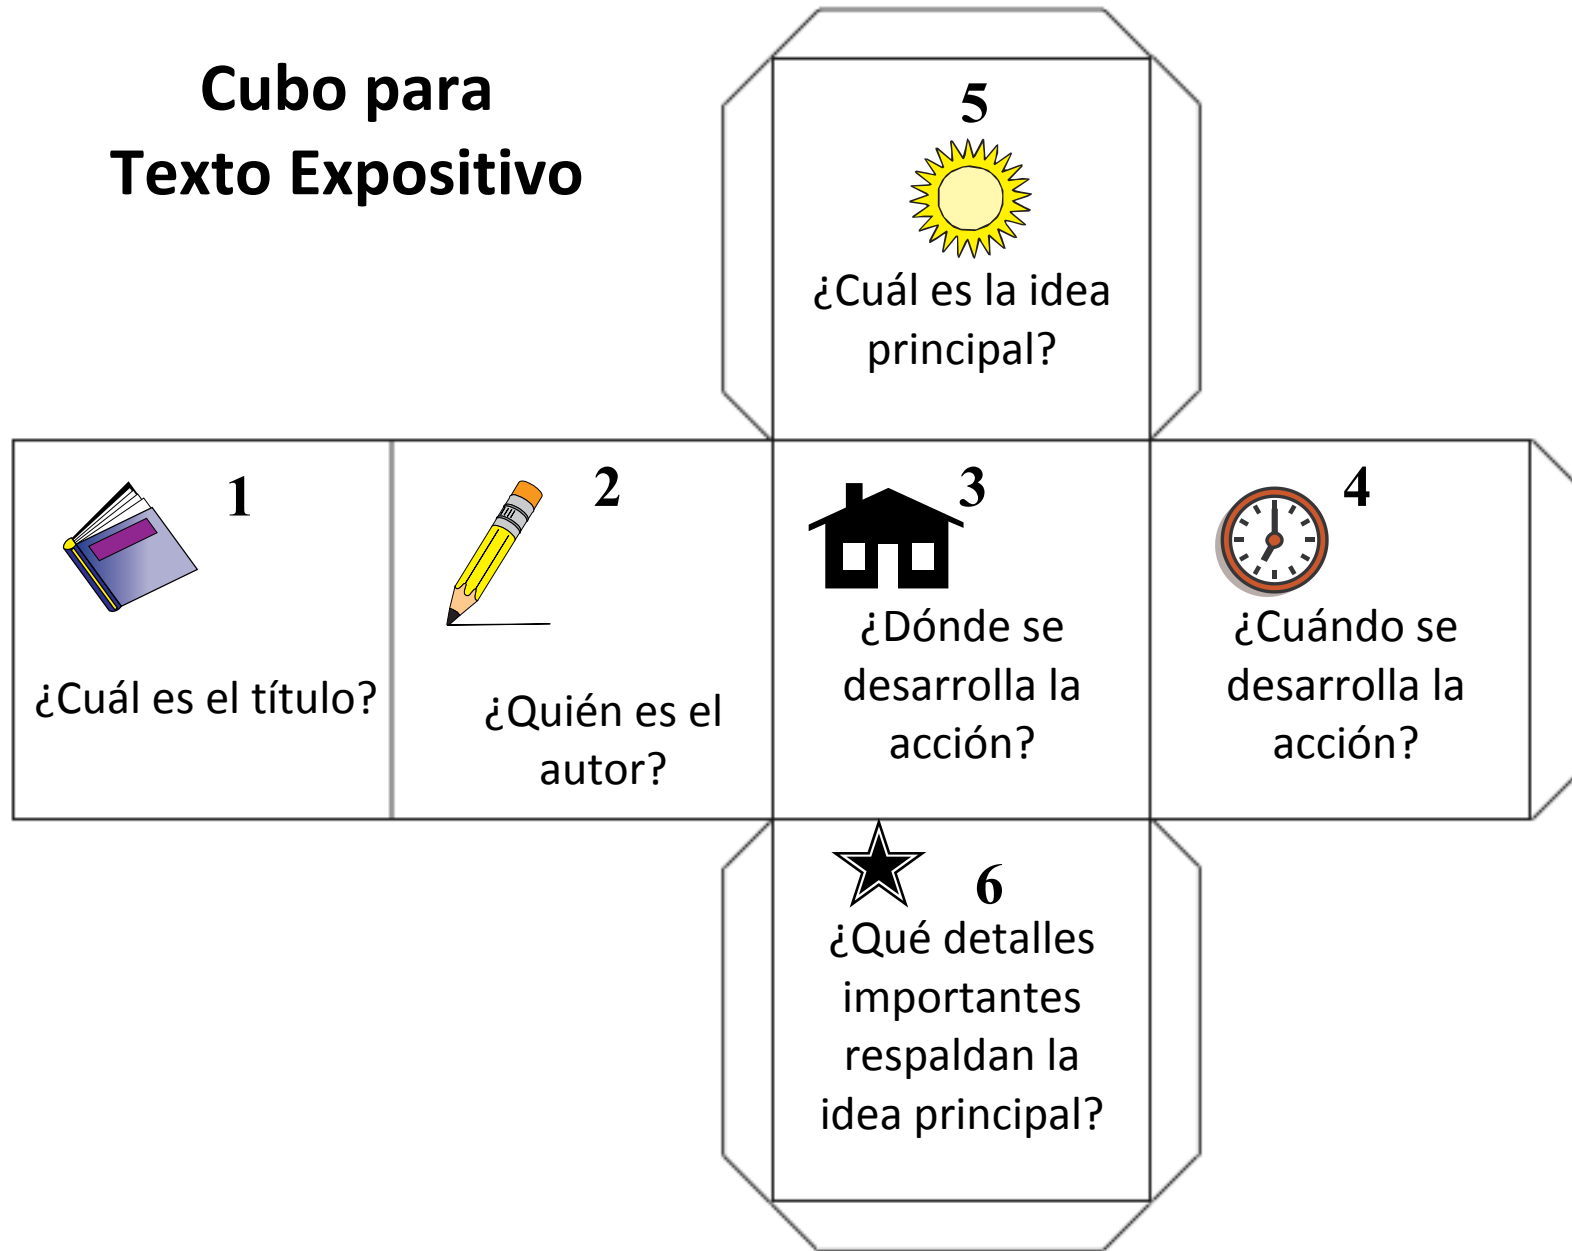 Cubo para
Texto Expositivo
5
¿Cuál es la idea
principal?
1
¿Cuál es el título?
2
¿Quién es el
autor?
3
¿Dónde se
desarrolla la
acción?
4
¿Cuándo se
desarrolla la
acción?
6
¿Qué detalles
importantes
respaldan la
idea principal?